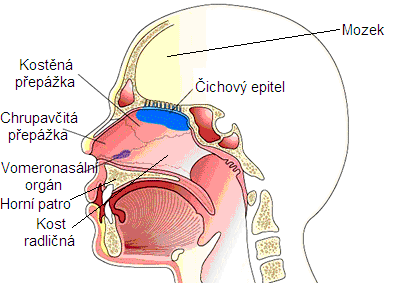 Mozek
Kostěná
přepážka
Čichový epitel
Chrupavčitá
přepážka
Vomeronasální
orgán
Horní patro
Kost
radličná